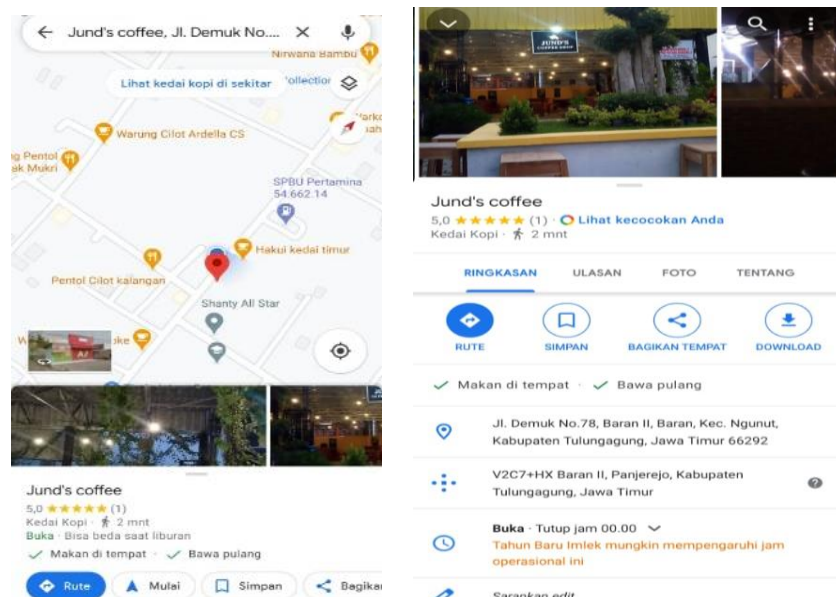 Jund's coffee, Jl. Demuk No....
Nirwana Bambu
Lihat kedai kopi di sekitar
Warung Cilot Ardella CS
SPBU Pertamina
54.662.14
Hakui kedai timur
Pentol Cilot kalangan
Shanty All Star
Jund's coffee
5,0 (1)
Kedai Kopi · 2 mnt
Buka · Bisa beda saat liburan
Makan di tempat · Bawa pulang
Rute
Mulai
Simpan
Bagika
JUND'S
COFFEE SHOP
Jund's coffee
5,0 (1) · Lihat kecocokan Anda
Kedai Kopi · 2 mnt
RINGKASAN
ULASAN
FOTO
TENTANG
RUTE
SIMPAN
BAGIKAN TEMPAT
DOWNLOAD
Makan di tempat · Bawa pulang
Jl. Demuk No.78, Baran II, Baran, Kec. Ngunut,
Kabupaten Tulungagung, Jawa Timur 66292
V2C7+HX Baran II, Panjerejo, Kabupaten
Tulungagung, Jawa Timur
Buka · Tutup jam 00.00
Tahun Baru Imlek mungkin mempengaruhi jam
operasional ini
Sarankan edit